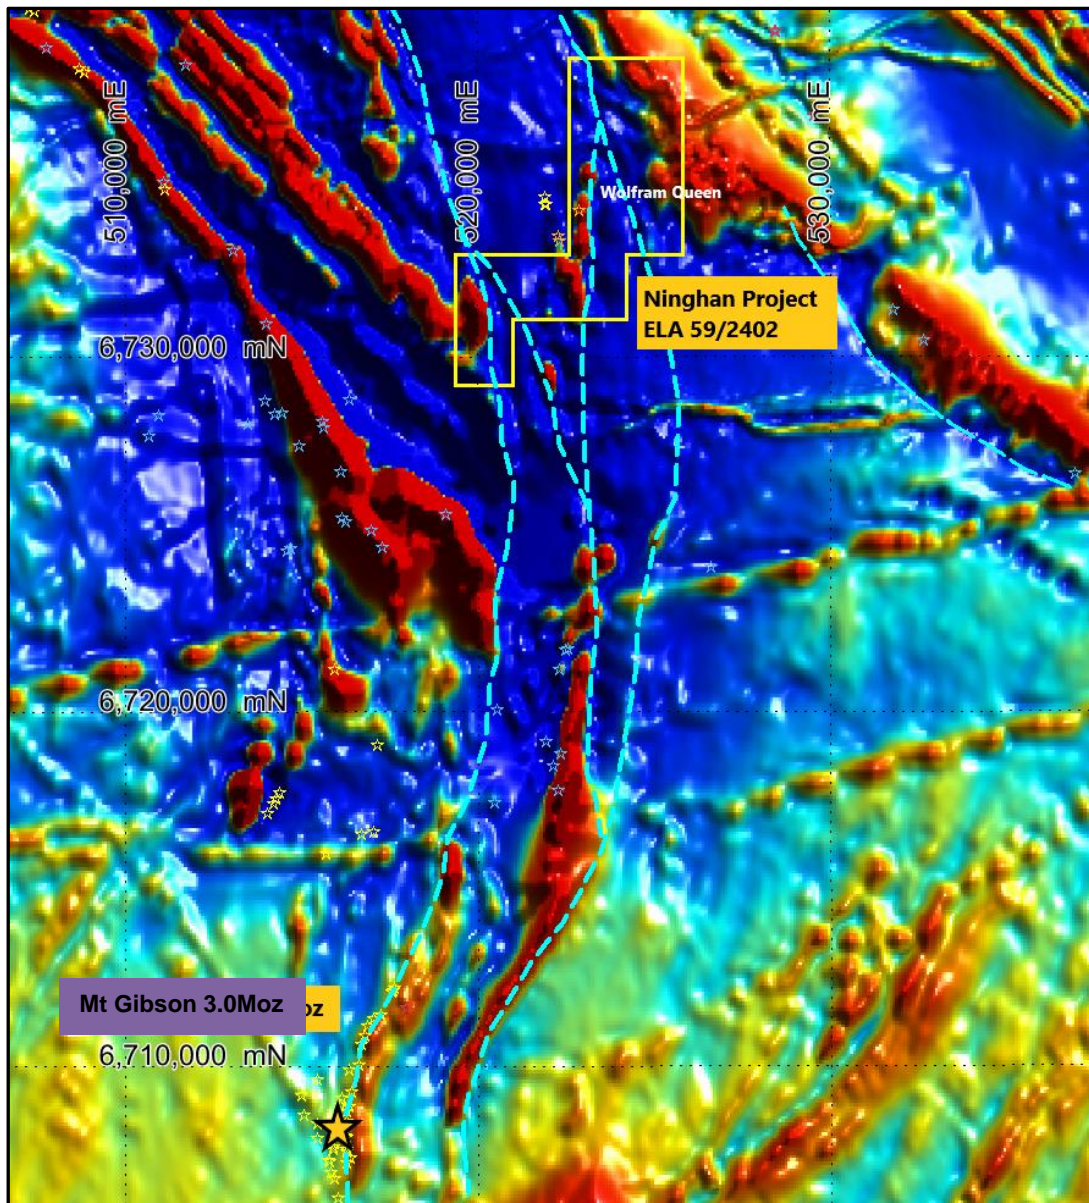 510,000 mE
520,000 mE
530,000 mE
Wolfram Queen
Ninghan Project
ELA 59/2402
6,730,000 mN
6,720,000 mN
Mt Gibson 3.0Moz
oz
6,710,000 mN